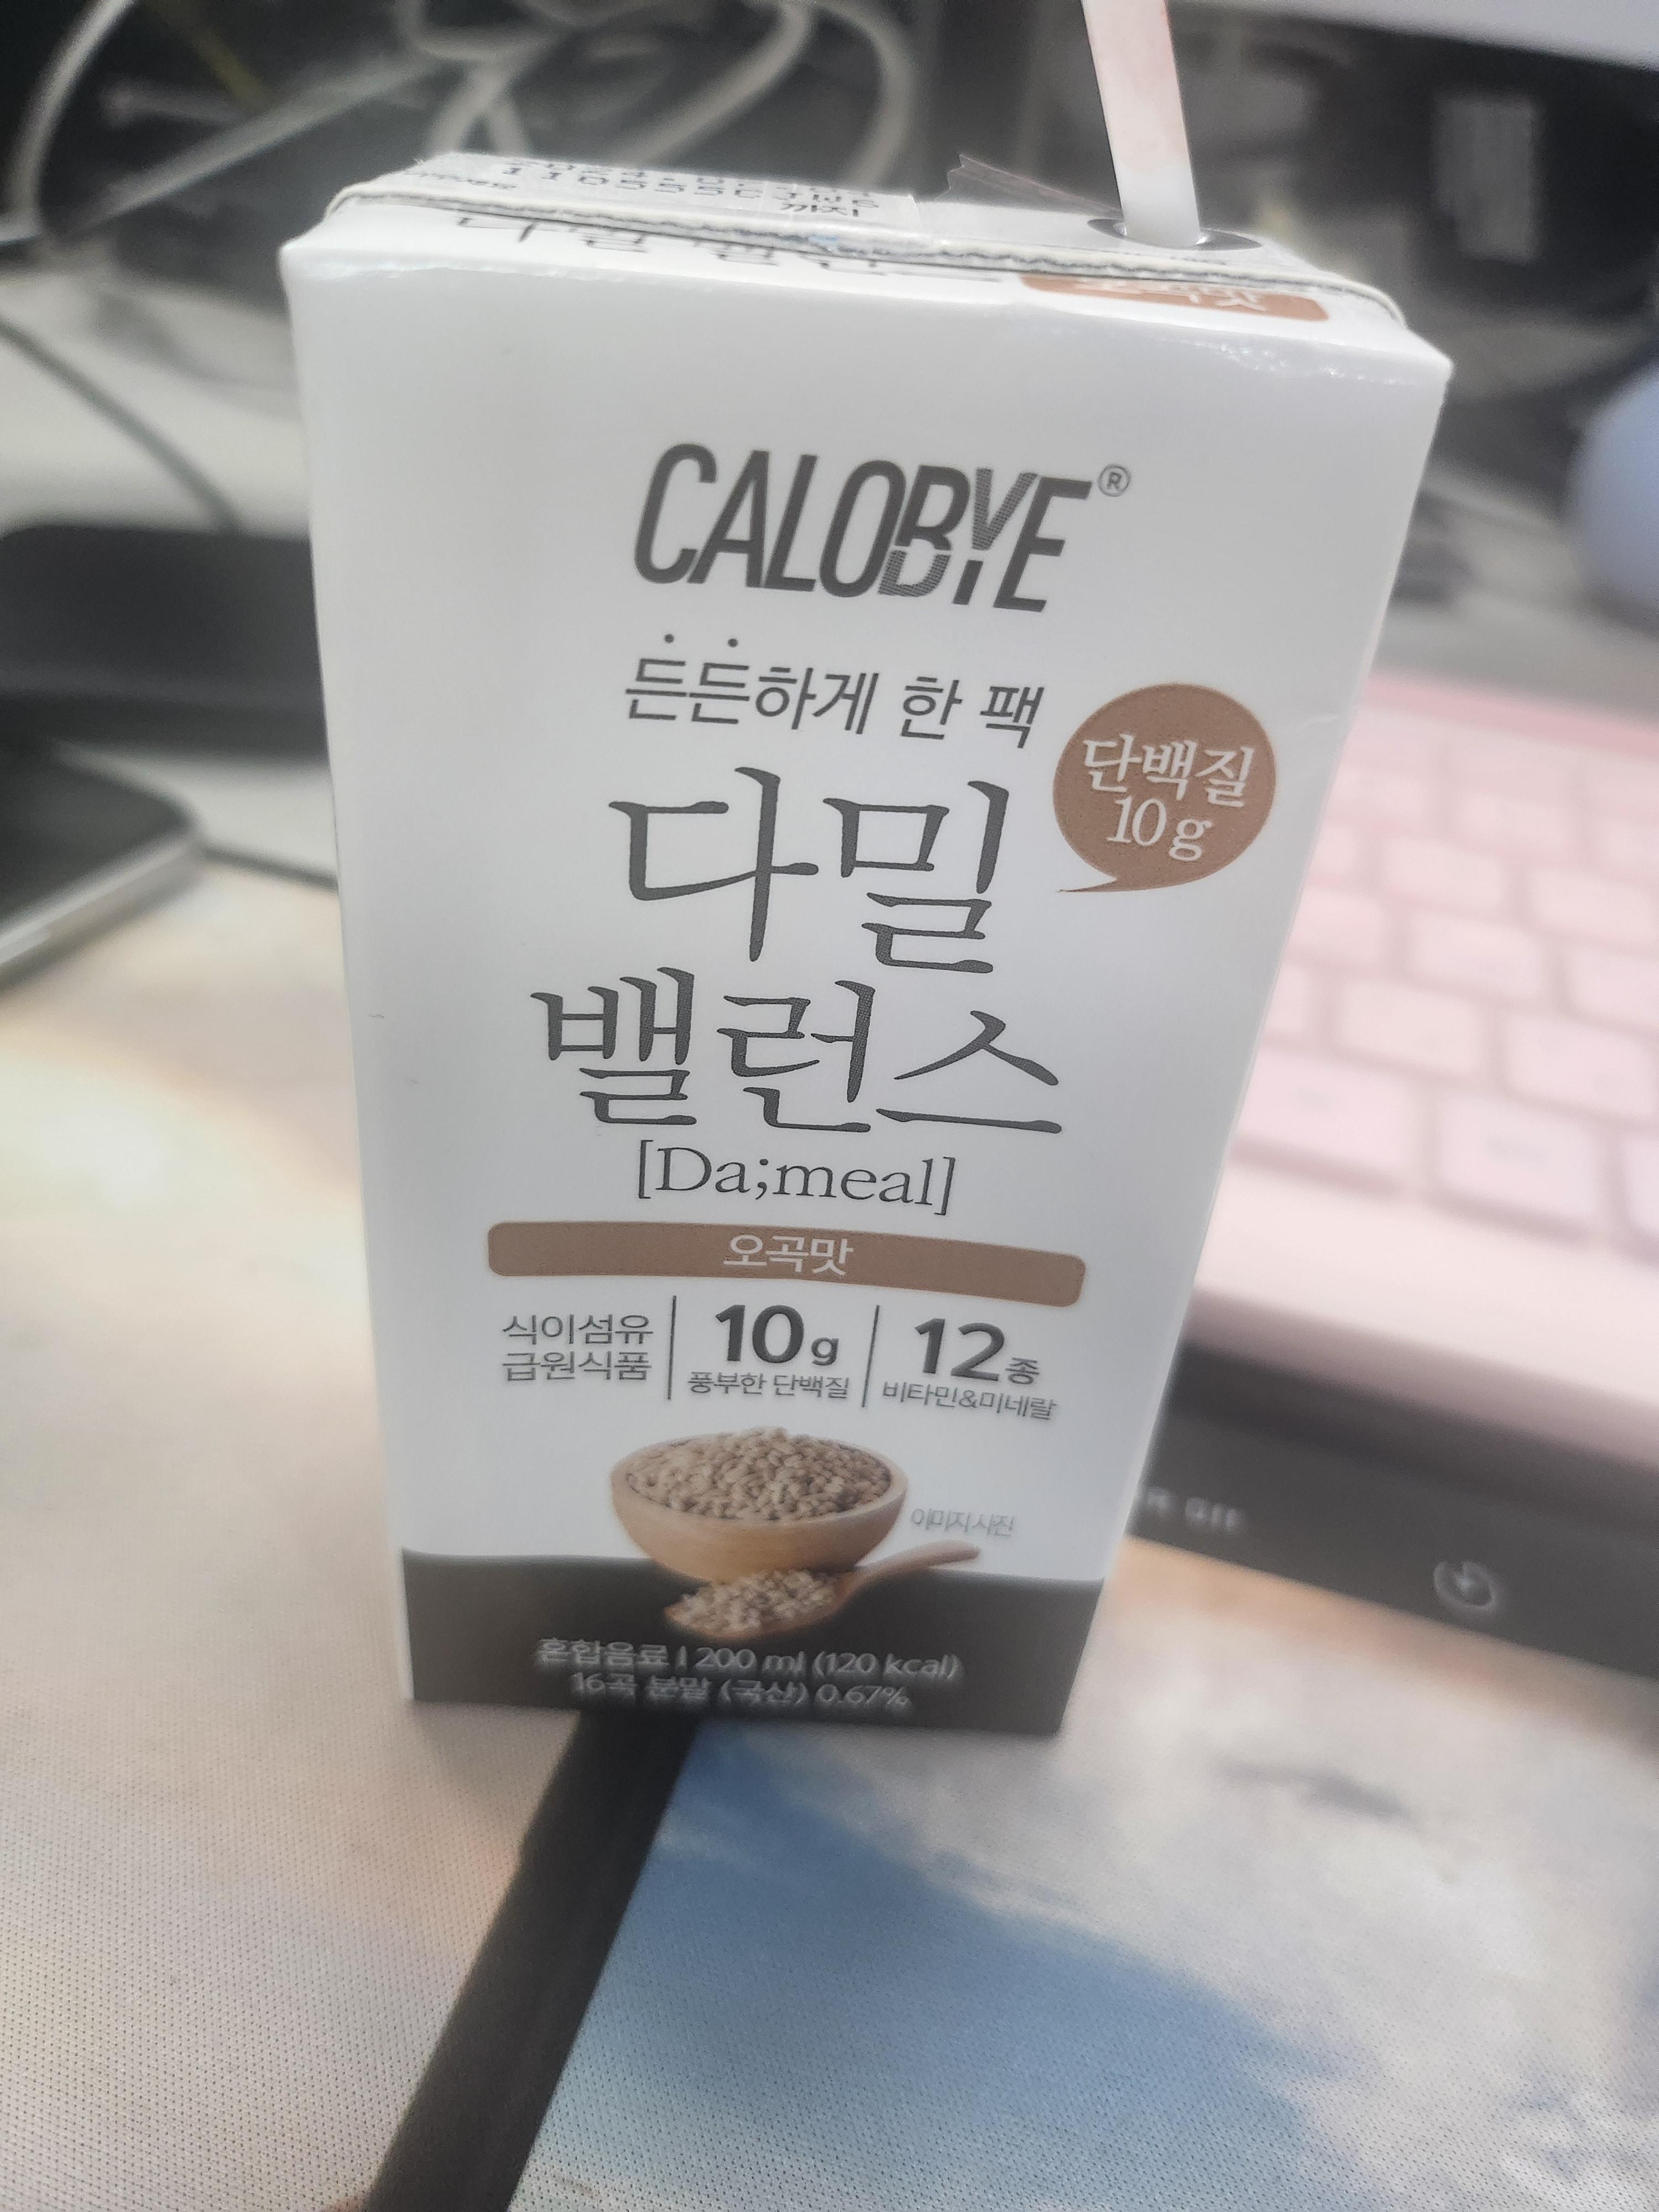 까지
CALOBYE®
든든하게 한 팩
단백질
10g
다밀
밸런스
[Da;meal]
오곡맛
식이섬유
급원식품
10g
풍부한 단백질
12종
비타민&미네랄
이미지 사진
혼합음료 I 200 ml (120 kcal)
16곡 분말 (국산) 0.67%